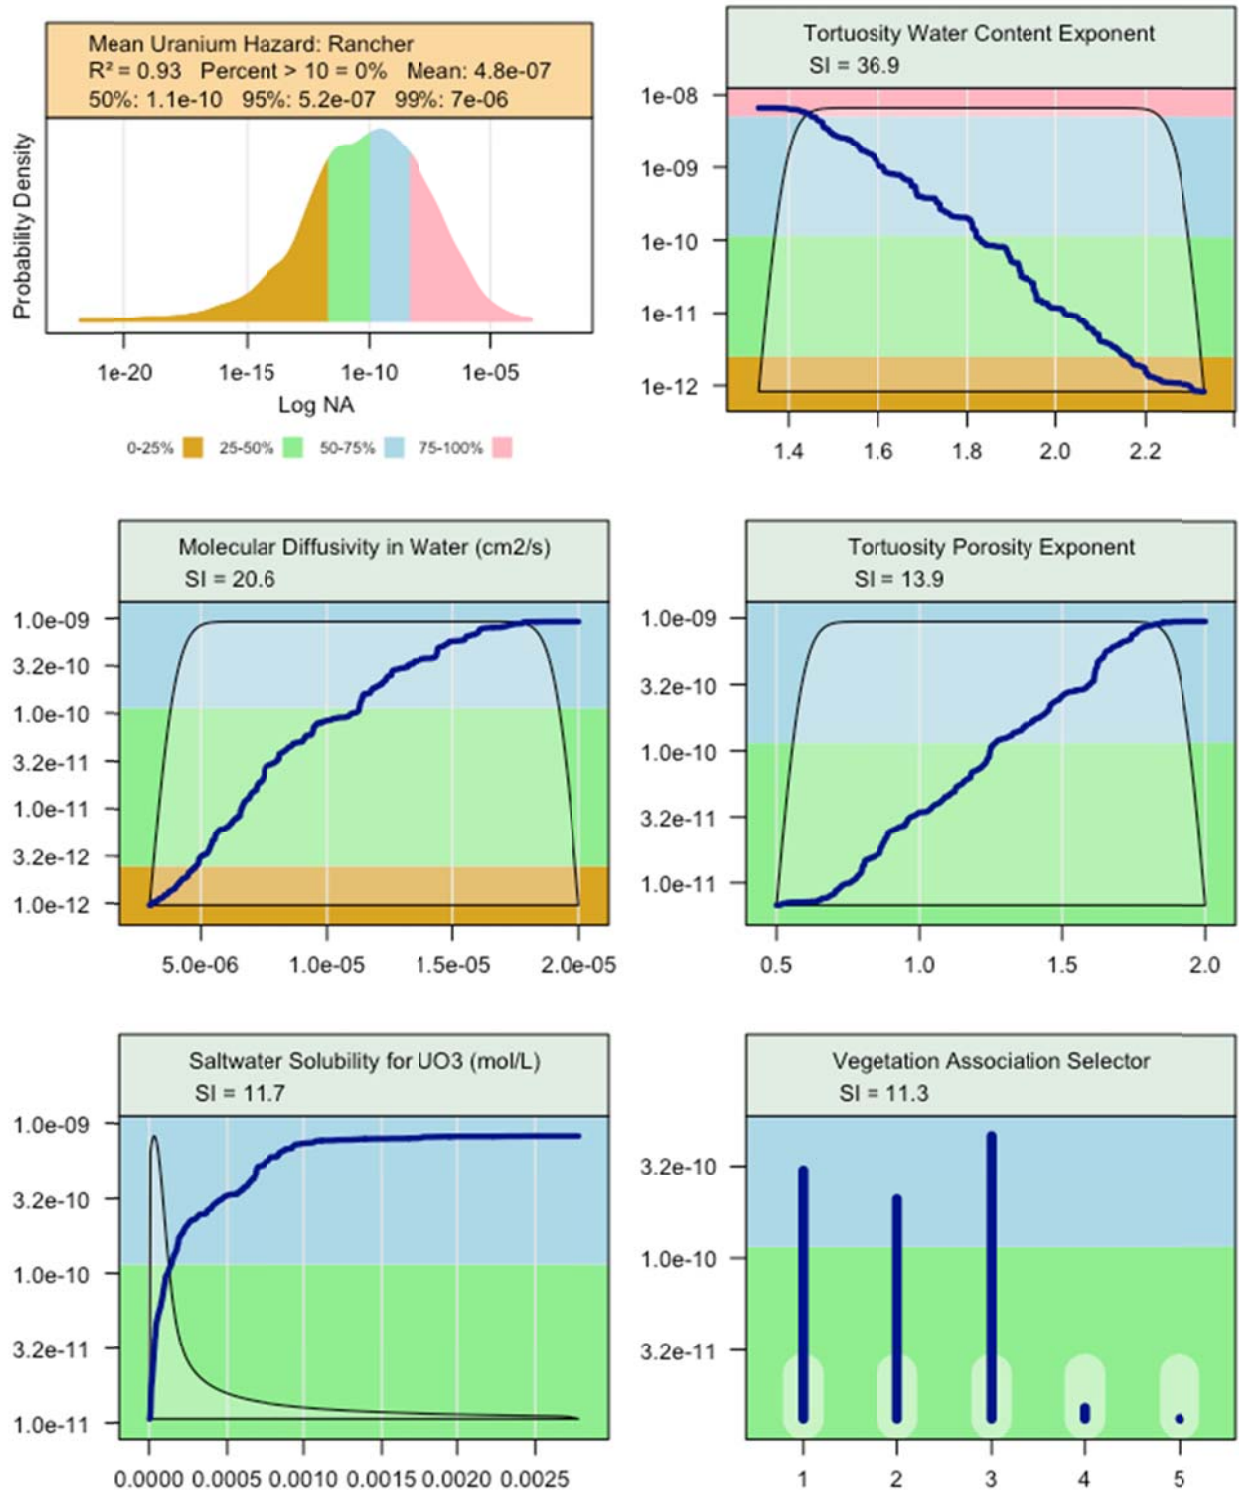 Mean Uranium Hazard: Rancher
R² = 0.93 Percent > 10 = 0% Mean: 4.8e-07
50%: 1.1e-10 95%: 5.2e-07 99%: 7e-06
Probability Density
1e-20 1e-15 1e-10 1e-05
Log NA
0-25% 25-50% 50-75% 75-100%
Tortuosity Water Content Exponent
SI = 36.9
1e-08
1e-09
1e-10
1e-11
1e-12
1.4 1.6 1.8 2.0 2.2
Molecular Diffusivity in Water (cm2/s)
SI = 20.6
1.0e-09
3.2e-10
1.0e-10
3.2e-11
1.0e-11
3.2e-12
1.0e-12
5.0e-06 1.0e-05 1.5e-05 2.0e-05
Tortuosity Porosity Exponent
SI = 13.9
1.0e-09
3.2e-10
1.0e-10
3.2e-11
1.0e-11
0.5 1.0 1.5 2.0
Saltwater Solubility for UO3 (mol/L)
SI = 11.7
1.0e-09
3.2e-10
1.0e-10
3.2e-11
1.0e-11
0.0000 0.0005 0.0010 0.0015 0.0020 0.0025
Vegetation Association Selector
SI = 11.3
3.2e-10
1.0e-10
3.2e-11
1 2 3 4 5